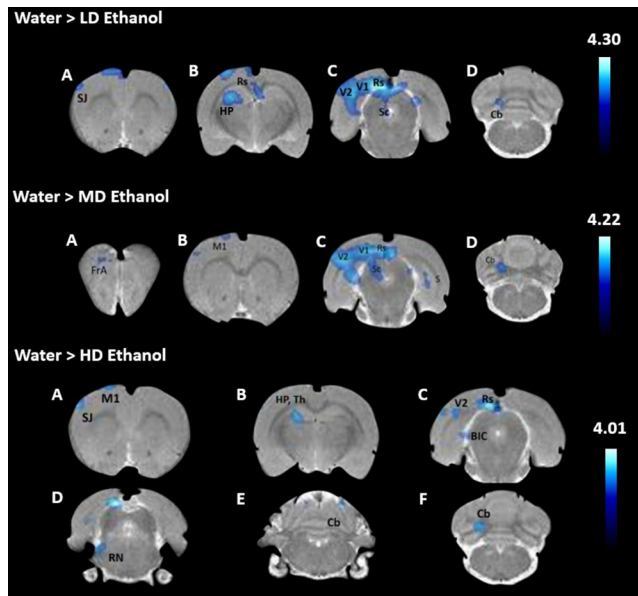 Water > LD Ethanol
4.30
A
B
C
D
SJ
Rs
HP
V2
V1
Rs
Sc
Cb
Water > MD Ethanol
4.22
A
B
C
D
FrA
M1
V2
V1
Rs
Sc
S
Cb
Water > HD Ethanol
4.01
A
B
C
M1
SJ
HP, Th
V2
Rs
BIC
D
E
F
RN
Cb
Cb